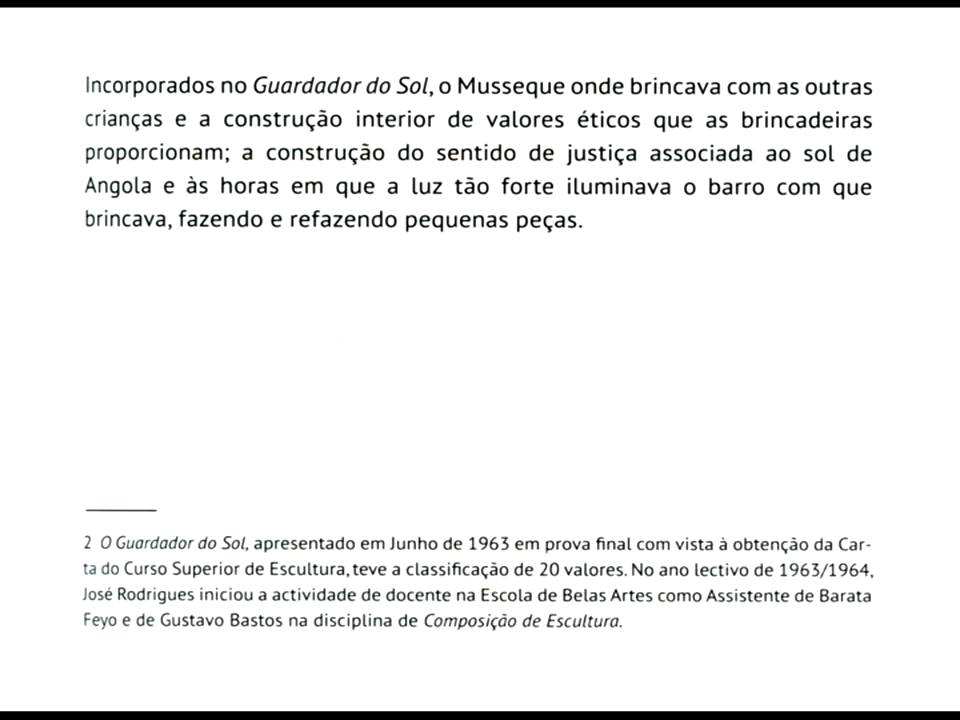 Incorporados no Guardador do Sol, o Musseque onde brincava com as outras
crianças e a construção interior de valores éticos que as brincadeiras
proporcionam; a construção do sentido de justiça associada ao sol de
Angola e às horas em que a luz tão forte iluminava o barro com que
brincava, fazendo e refazendo pequenas peças.
2 O Guardador do Sol, apresentado em Junho de 1963 em prova final com vista à obtenção da Car-
ta do Curso Superior de Escultura, teve a classificação de 20 valores. No ano lectivo de 1963/1964,
José Rodrigues iniciou a actividade de docente na Escola de Belas Artes como Assistente de Barata
Feyo e de Gustavo Bastos na disciplina de Composição de Escultura.